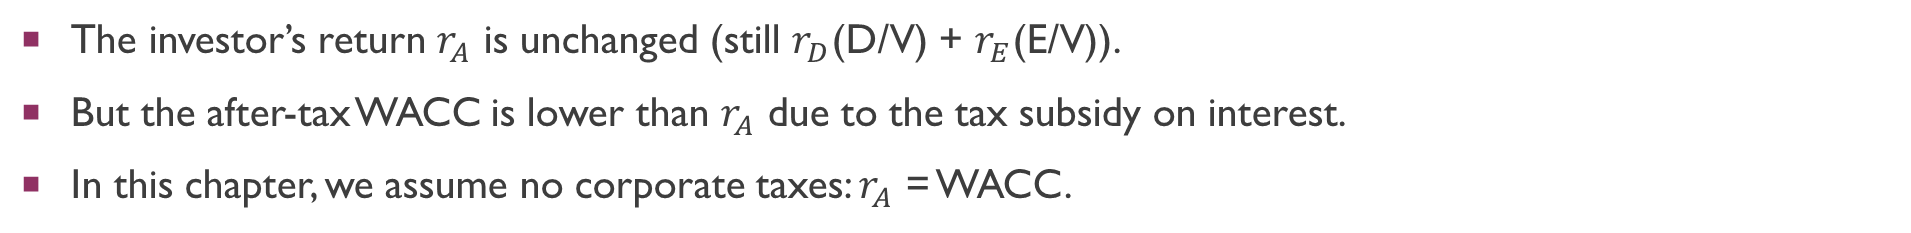 ▪ The investor's return r_A is unchanged (still r_D(D/V) + r_E(E/V)).
▪ But the after-tax WACC is lower than r_A due to the tax subsidy on interest.
▪ In this chapter, we assume no corporate taxes: r_A = WACC.